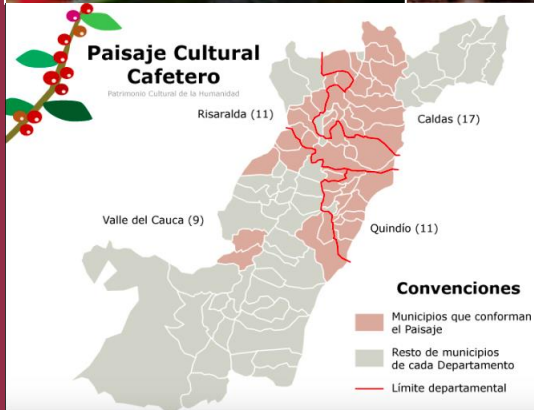 Paisaje Cultural
Cafetero
Patrimonio Cultural de la Humanidad
Risaralda (11)
Caldas (17)
Valle del Cauca (9)
Quindío (11)
Convenciones
Municipios que conforman
el Paisaje
Resto de municipios
de cada Departamento
Límite departamental